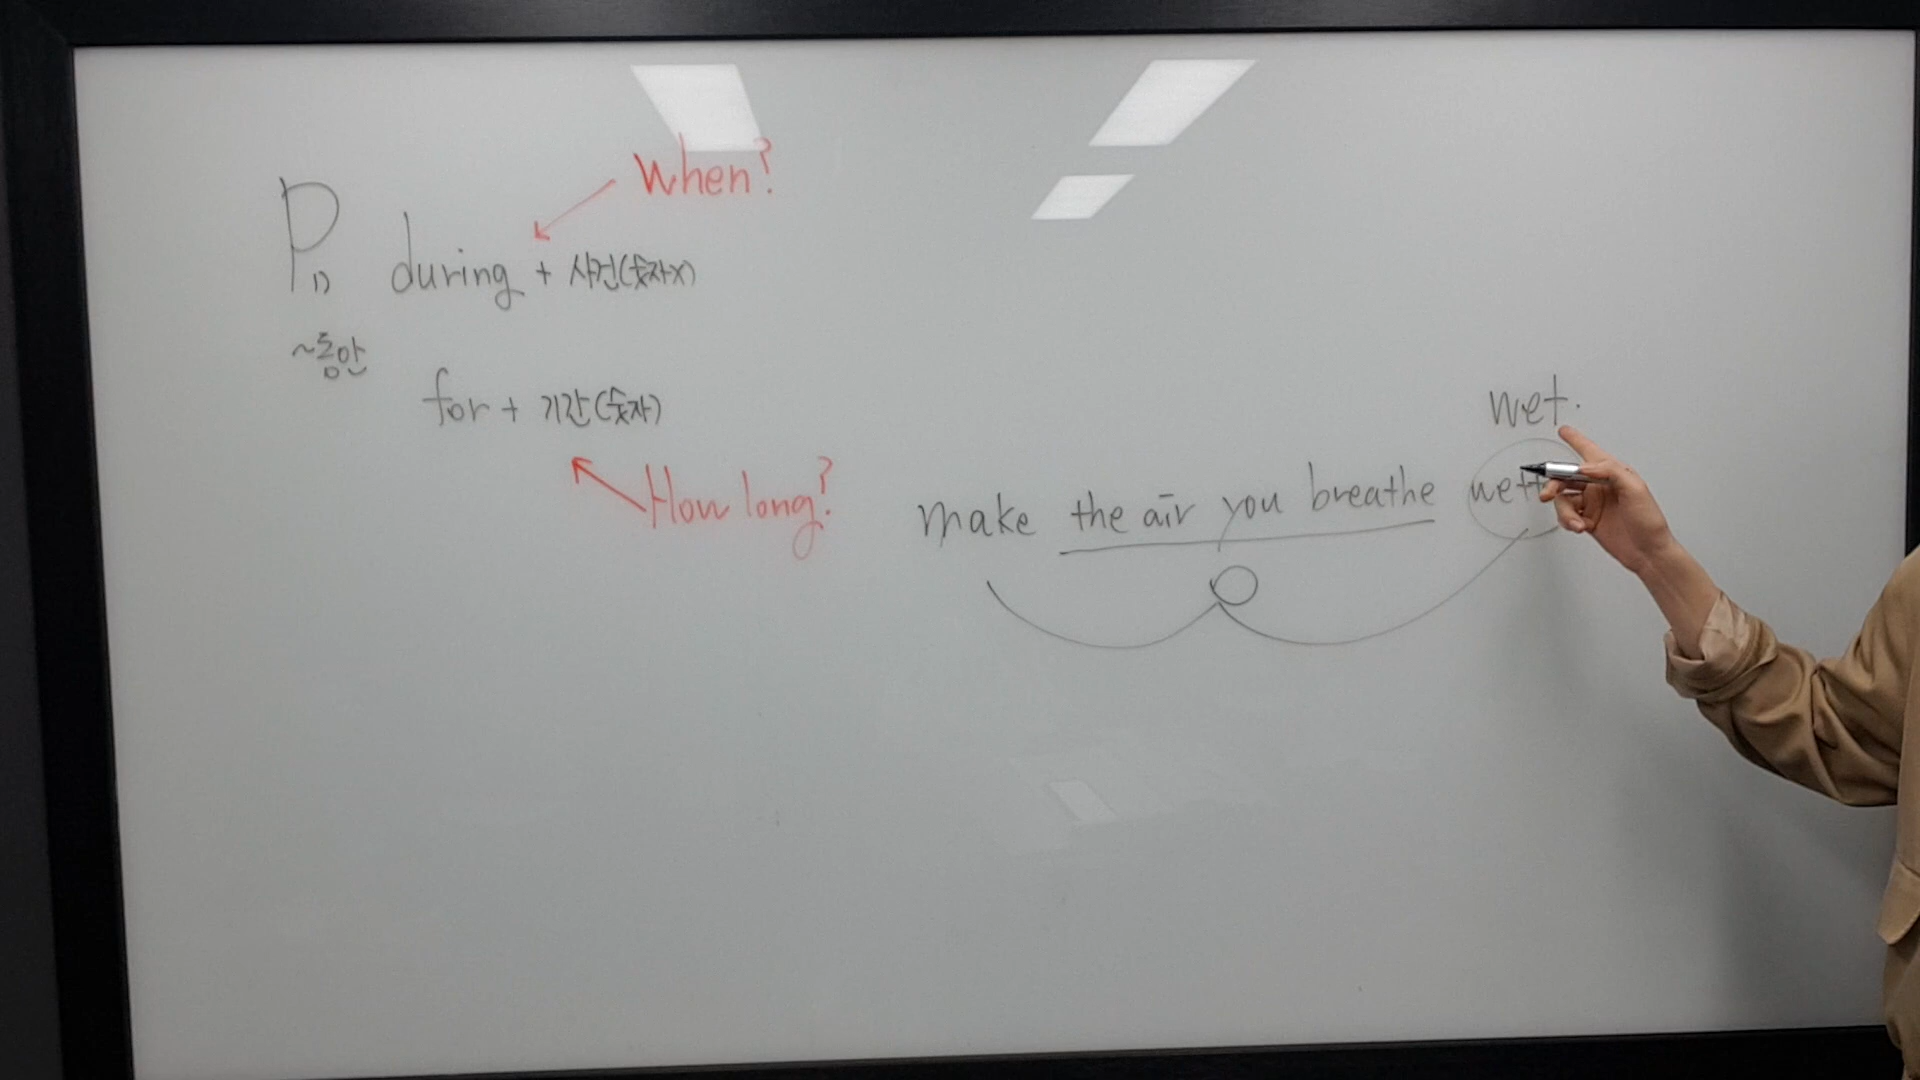 When?
P 1) during + 사건(숫자x)
~동안
for + 기간(숫자)
How long?
wet.
make the air you breathe
O